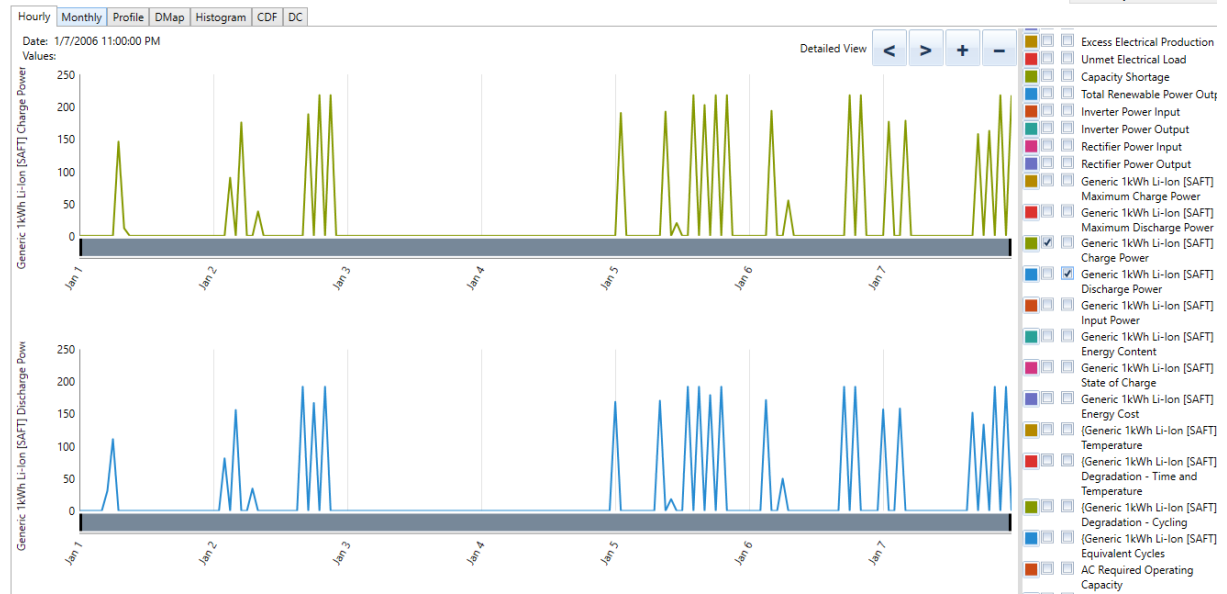 Hourly Monthly Profile DMap Histogram CDF DC
Date: 1/7/2006 11:00:00 PM
Values:
Detailed View < > + −
Generic 1kWh Li-Ion [SAFT] Charge Power
250
200
150
100
50
0
Jan 1 Jan 2 Jan 3 Jan 4 Jan 5 Jan 6 Jan 7
Generic 1kWh Li-Ion [SAFT] Discharge Powe
250
200
150
100
50
0
Jan 1 Jan 2 Jan 3 Jan 4 Jan 5 Jan 6 Jan 7
Excess Electrical Production
Unmet Electrical Load
Capacity Shortage
Total Renewable Power Outp
Inverter Power Input
Inverter Power Output
Rectifier Power Input
Rectifier Power Output
Generic 1kWh Li-Ion [SAFT]
Maximum Charge Power
Generic 1kWh Li-Ion [SAFT]
Maximum Discharge Power
Generic 1kWh Li-Ion [SAFT]
Charge Power
Generic 1kWh Li-Ion [SAFT]
Discharge Power
Generic 1kWh Li-Ion [SAFT]
Input Power
Generic 1kWh Li-Ion [SAFT]
Energy Content
Generic 1kWh Li-Ion [SAFT]
State of Charge
Generic 1kWh Li-Ion [SAFT]
Energy Cost
{Generic 1kWh Li-Ion [SAFT]
Temperature
{Generic 1kWh Li-Ion [SAFT]
Degradation - Time and
Temperature
{Generic 1kWh Li-Ion [SAFT]
Degradation - Cycling
{Generic 1kWh Li-Ion [SAFT]
Equivalent Cycles
AC Required Operating
Capacity